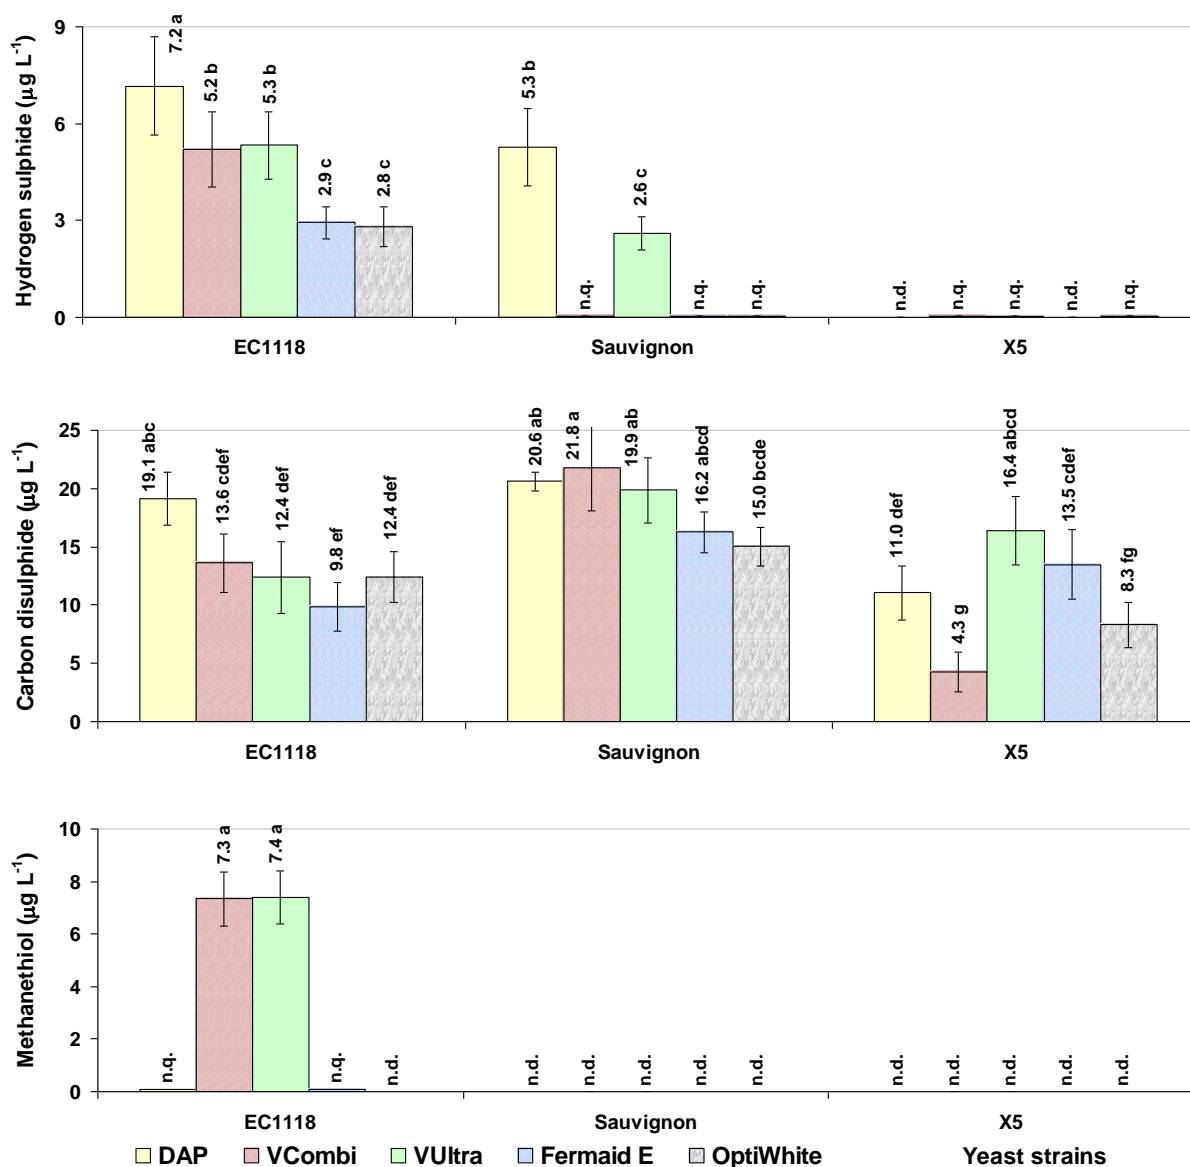 Hydrogen sulphide (µg L⁻¹)
9
6
3
0
7.2 a
5.2 b
5.3 b
2.9 c
2.8 c
5.3 b
n.q.
2.6 c
n.q.
n.q.
n.d.
n.q.
n.q.
n.d.
n.q.
EC1118
Sauvignon
X5
Carbon disulphide (µg L⁻¹)
25
20
15
10
5
0
19.1 abc
13.6 cdef
12.4 def
9.8 ef
12.4 def
20.6 ab
21.8 a
19.9 ab
16.2 abcd
15.0 bcde
11.0 def
4.3 g
16.4 abcd
13.5 cdef
8.3 fg
EC1118
Sauvignon
X5
Methanethiol (µg L⁻¹)
10
8
6
4
2
0
n.q.
7.3 a
7.4 a
n.q.
n.d.
n.d.
n.d.
n.d.
n.d.
n.d.
n.d.
n.d.
n.d.
n.d.
n.d.
EC1118
Sauvignon
X5
DAP VCombi VUltra Fermaid E OptiWhite Yeast strains